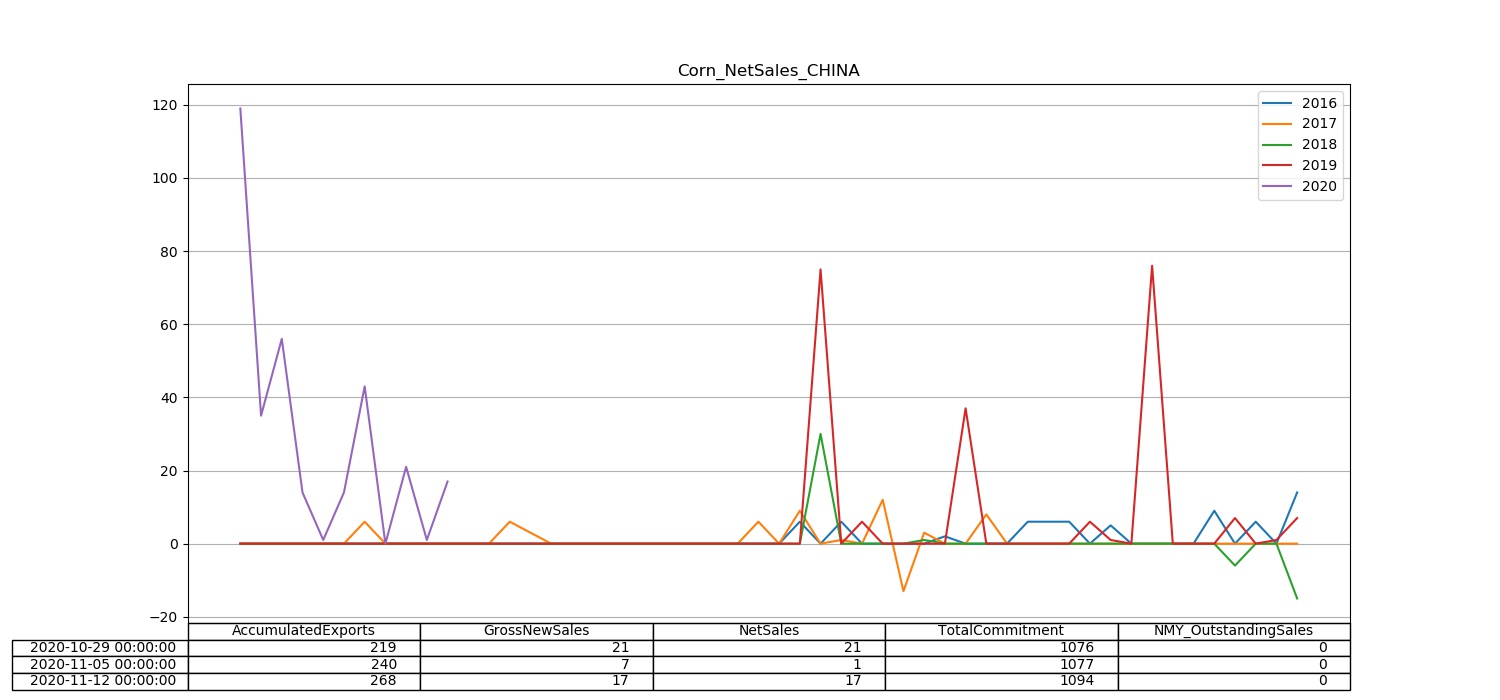 Corn_NetSales_CHINA
120
100
80
60
40
20
0
−20
2016
2017
2018
2019
2020
AccumulatedExports GrossNewSales NetSales TotalCommitment NMY_OutstandingSales
2020-10-29 00:00:00 219 21 21 1076 0
2020-11-05 00:00:00 240 7 1 1077 0
2020-11-12 00:00:00 268 17 17 1094 0